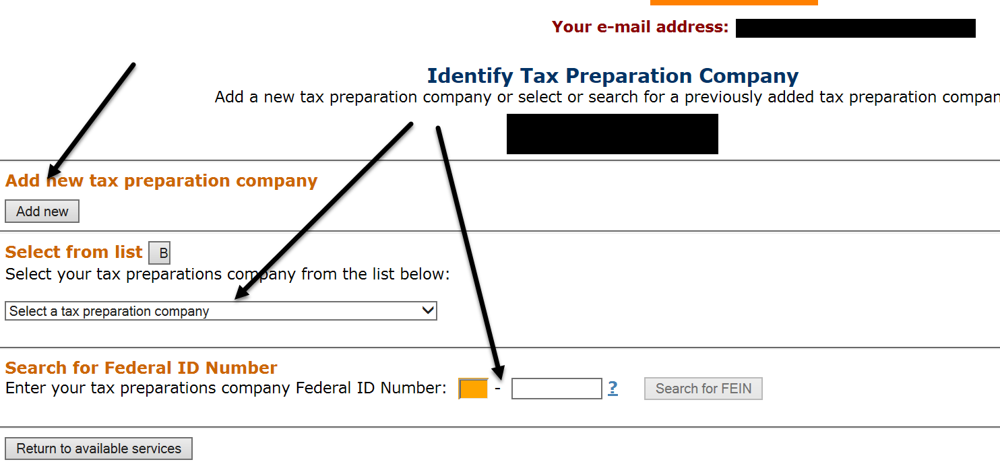 Your e-mail address:
Identify Tax Preparation Company
Add a new tax preparation company or select or search for a previously added tax preparation compan
Add new tax preparation company
Add new
Select from list B
Select your tax preparations company from the list below:
Select a tax preparation company
Search for Federal ID Number
Enter your tax preparations company Federal ID Number: - ? Search for FEIN
Return to available services